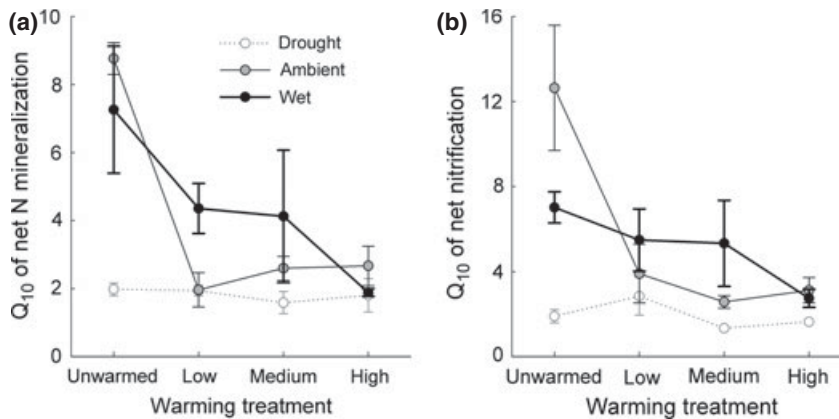 (a)
10
8
6
4
2
0
Q10 of net N mineralization
Drought
Ambient
Wet
Unwarmed Low Medium High
Warming treatment
(b)
16
12
8
4
0
Q10 of net nitrification
Unwarmed Low Medium High
Warming treatment